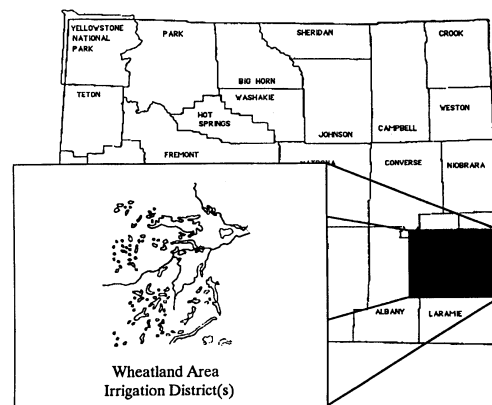 YELLOWSTONE
NATIONAL
PARK
PARK
SHERIDAN
CROOK
BIG HORN
TETON
WASHAKIE
HOT
SPRINGS
JOHNSON
CAMPBELL
WESTON
FREMONT
CONVERSE
NIOBRARA
ALBANY
LARAMIE
Wheatland Area
Irrigation District(s)